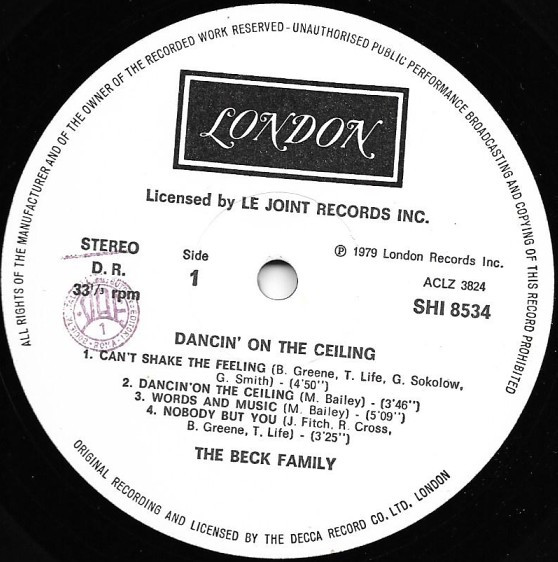 ALL RIGHTS OF THE MANUFACTURER AND OF THE OWNER OF THE RECORDED WORK RESERVED - UNAUTHORISED PUBLIC PERFORMANCE BROADCASTING AND COPYING OF THIS RECORD PROHIBITED
LONDON
Licensed by LE JOINT RECORDS INC.
STEREO
D. R.
33⅓ rpm
Side
1
℗ 1979 London Records Inc.
ACLZ 3824
SHI 8534
DANCIN' ON THE CEILING
1. CAN'T SHAKE THE FEELING (B. Greene, T. Life, G. Sokolow,
G. Smith) - (4'50")
2. DANCIN'ON THE CEILING (M. Bailey) - (3'46")
3. WORDS AND MUSIC (M. Bailey) - (5'09")
4. NOBODY BUT YOU (J. Fitch, R. Cross,
B. Greene, T. Life) - (3'25")
THE BECK FAMILY
ORIGINAL RECORDING AND LICENSED BY THE DECCA RECORD CO. LTD. LONDON